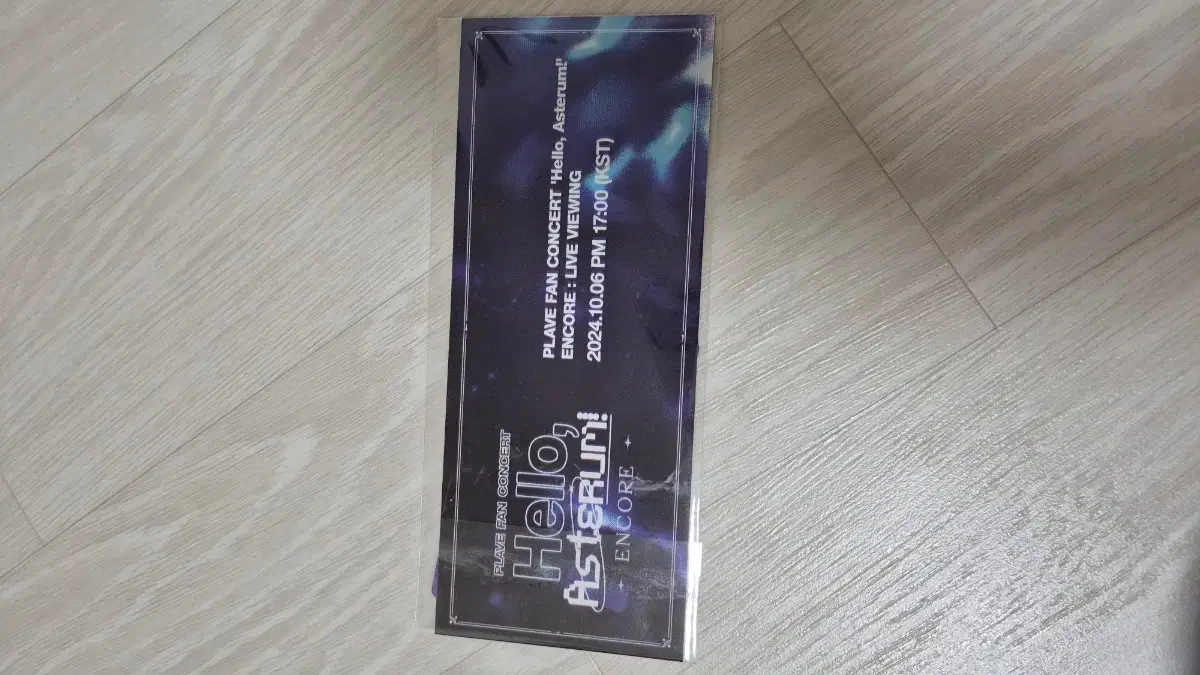 PLAVE FAN CONCERT
Hello,
Asterum!
ENCORE
PLAVE FAN CONCERT 'Hello, Asterum!'
ENCORE : LIVE VIEWING
2024.10.06 PM 17:00 (KST)